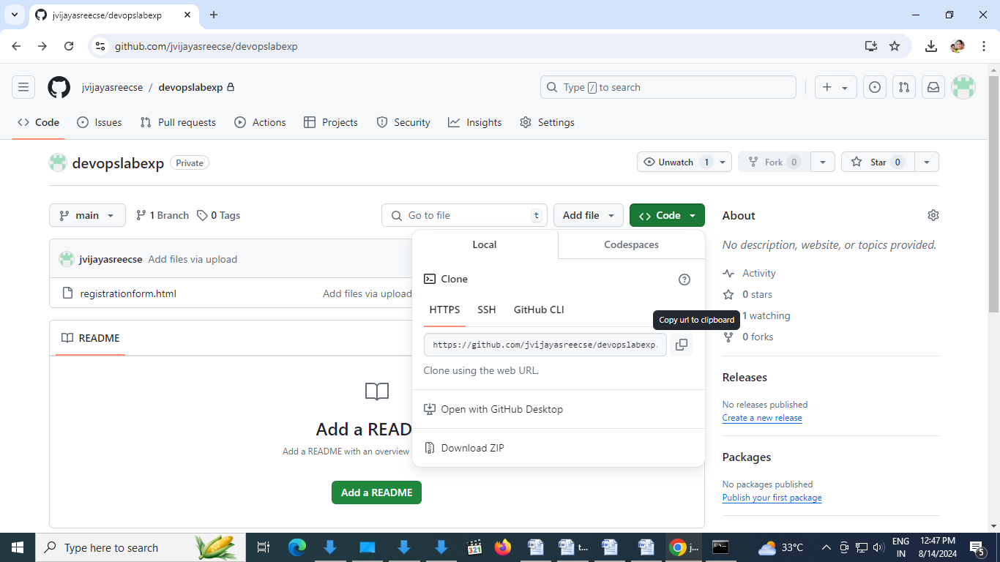 jvijayasreecse/devopslabexp
github.com/jvijayasreecse/devopslabexp
jvijayasreecse / devopslabexp
Type / to search
Code Issues Pull requests Actions Projects Security Insights Settings
devopslabexp Private
Unwatch 1 Fork 0 Star 0
main 1 Branch 0 Tags
Go to file t Add file Code
About
Local Codespaces
No description, website, or topics provided.
jvijayasreecse Add files via upload
Clone
Activity
registrationform.html Add files via upload
0 stars
HTTPS SSH GitHub CLI
Copy url to clipboard
1 watching
README
0 forks
https://github.com/jvijayasreecse/devopslabexp.
Clone using the web URL.
Releases
No releases published
Create a new release
Open with GitHub Desktop
Add a READ
Download ZIP
Add a README with an overview
Packages
No packages published
Publish your first package
Add a README
Type here to search
t...
j...
33°C
ENG
IN
12:47 PM
8/14/2024
5